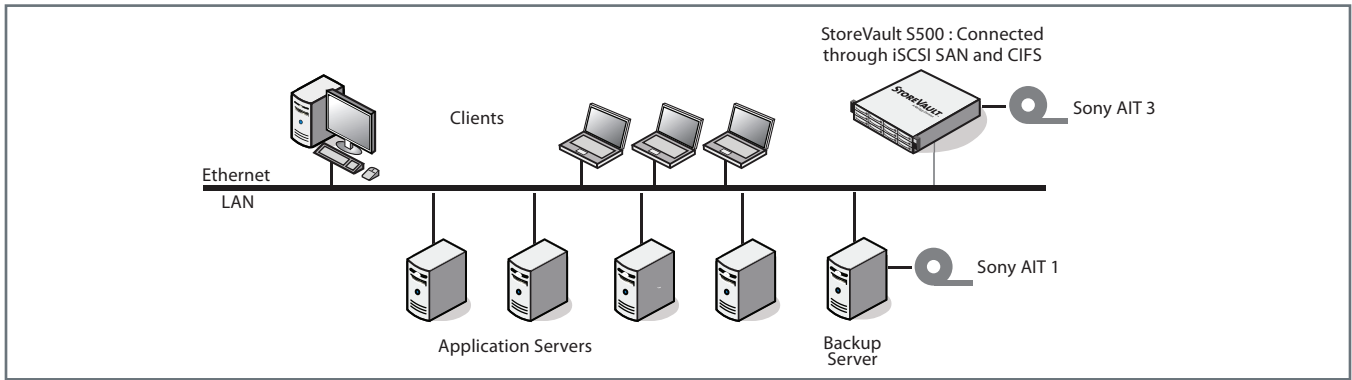 StoreVault S500 : Connected
through iSCSI SAN and CIFS
STOREVAULT
Sony AIT 3
Clients
Ethernet
LAN
Sony AIT 1
Application Servers
Backup
Server